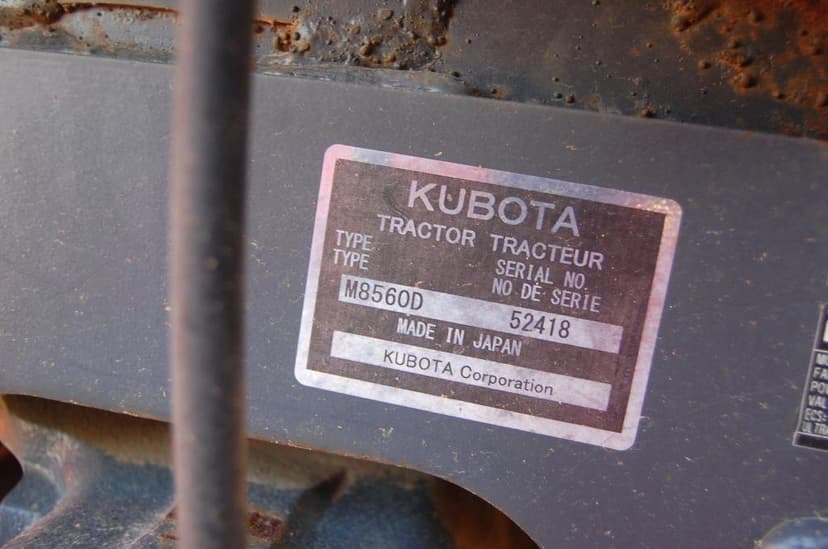 KUBOTA
TRACTOR TRACTEUR
TYPE
TYPE
SERIAL NO.
NO DE SERIE
M8560D 52418
MADE IN JAPAN
KUBOTA Corporation